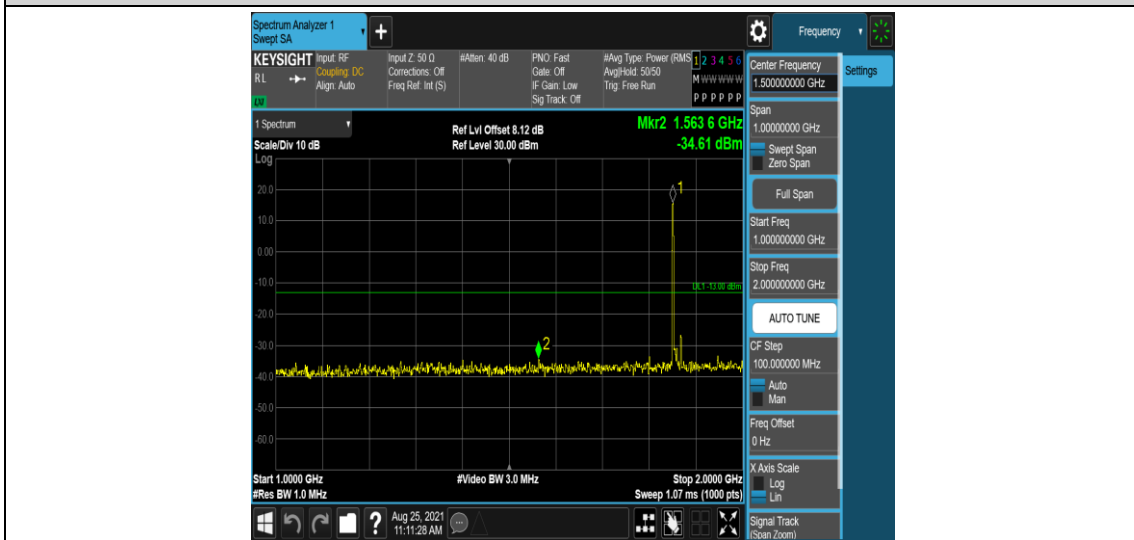 Spectrum Analyzer 1
Swept SA
+
Frequency
KEYSIGHT
RL
LXI
Input: RF
Coupling: DC
Align: Auto
Input Z: 50 Ω
Corrections: Off
Freq Ref: Int (S)
#Atten: 40 dB
PNO: Fast
Gate: Off
IF Gain: Low
Sig Track: Off
#Avg Type: Power (RMS
Avg|Hold: 50/50
Trig: Free Run
1 2 3 4 5 6
M W W W W W
P P P P P P
1 Spectrum
Scale/Div 10 dB
Log
Ref Lvl Offset 8.12 dB
Ref Level 30.00 dBm
Mkr2 1.563 6 GHz
-34.61 dBm
20.0
10.0
0.00
-10.0
-20.0
-30.0
-40.0
-50.0
-60.0
1
DL1 -13.00 dBm
2
Start 1.0000 GHz
#Res BW 1.0 MHz
#Video BW 3.0 MHz
Stop 2.0000 GHz
Sweep 1.07 ms (1000 pts)
?
Aug 25, 2021
11:11:28 AM
Center Frequency
1.500000000 GHz
Settings
Span
1.00000000 GHz
Swept Span
Zero Span
Full Span
Start Freq
1.000000000 GHz
Stop Freq
2.000000000 GHz
AUTO TUNE
CF Step
100.000000 MHz
Auto
Man
Freq Offset
0 Hz
X Axis Scale
Log
Lin
Signal Track
(Span Zoom)